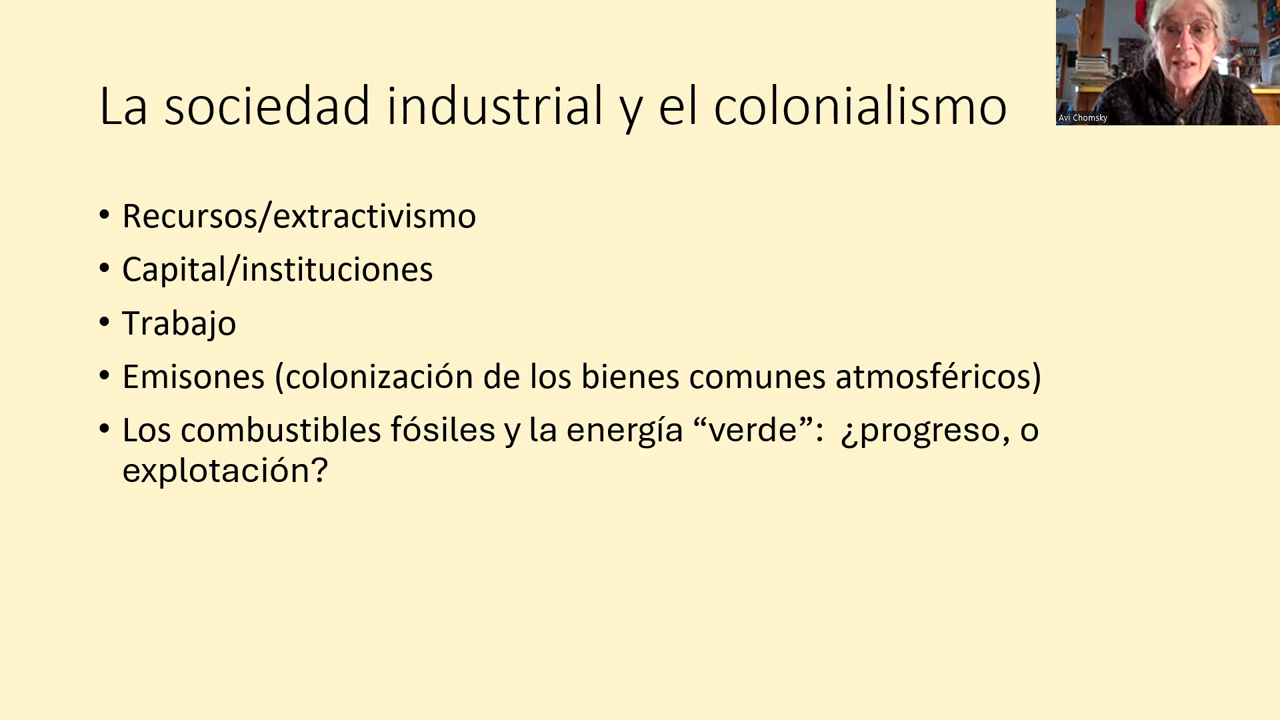 La sociedad industrial y el colonialismo
Avi Chomsky
• Recursos/extractivismo
• Capital/instituciones
• Trabajo
• Emisones (colonización de los bienes comunes atmosféricos)
• Los combustibles fósiles y la energía “verde”:  ¿progreso, o
explotación?